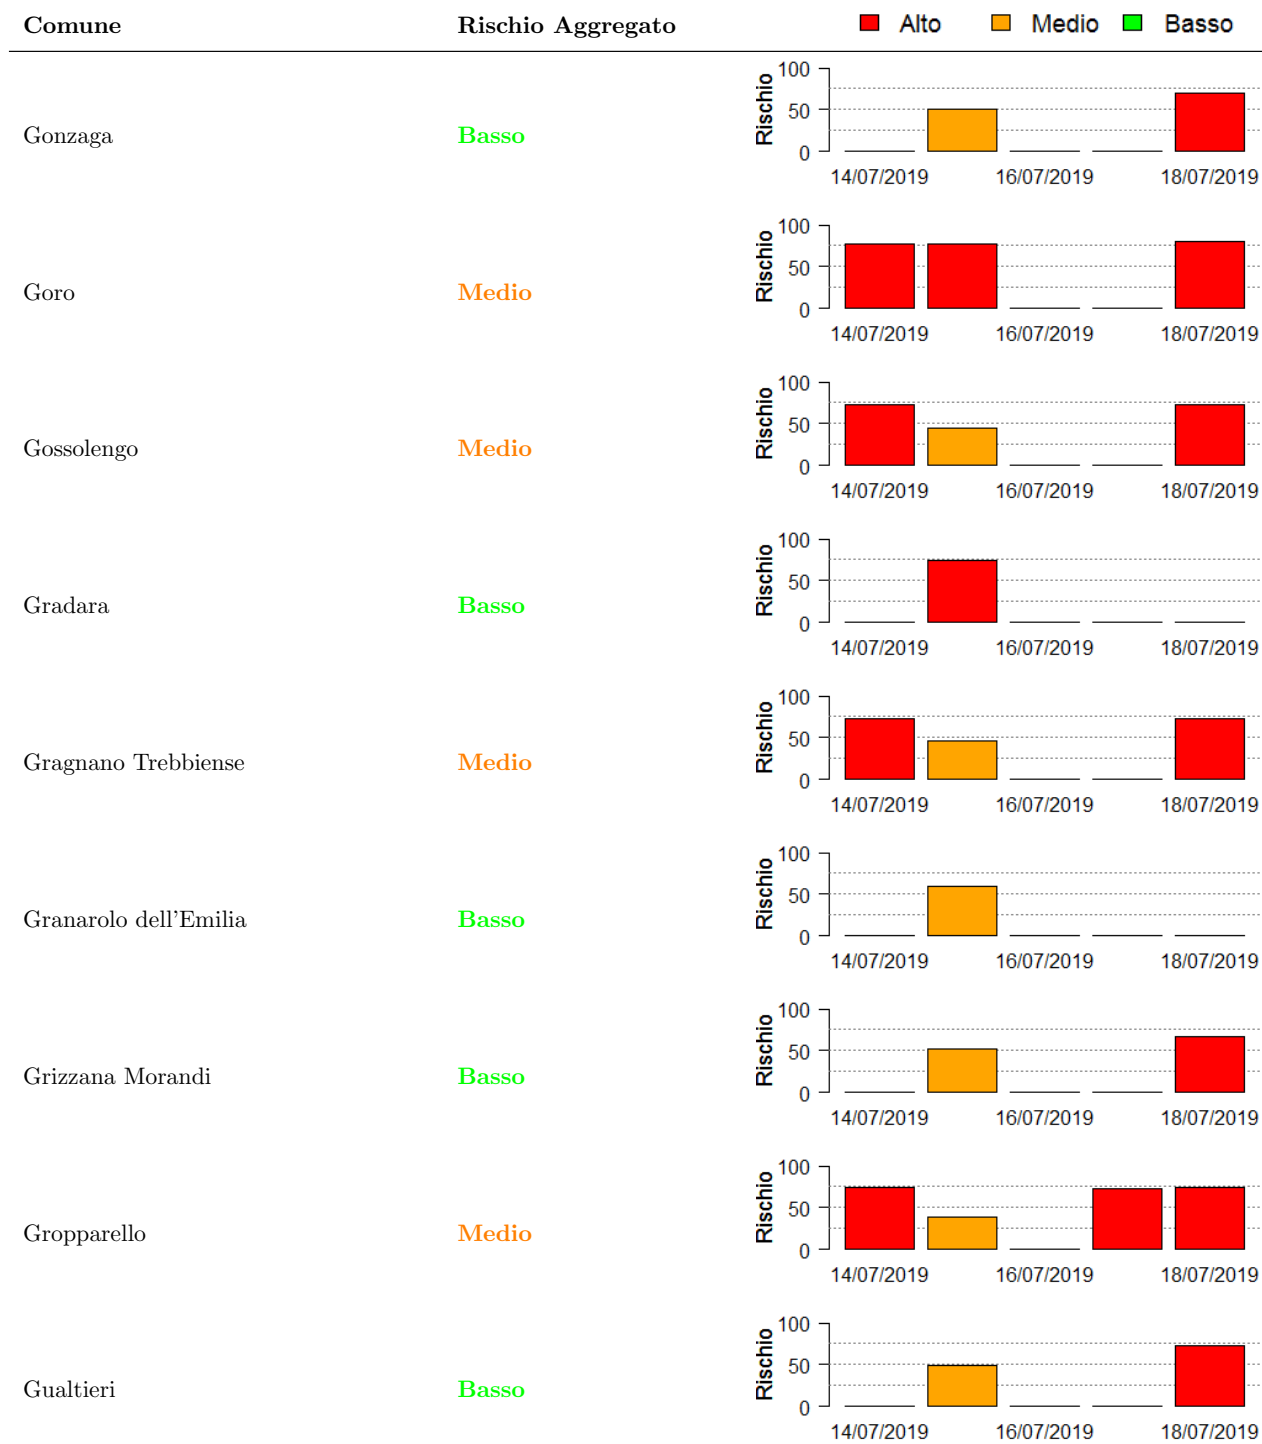 Comune Rischio Aggregato Alto Medio Basso
Gonzaga Basso Rischio 100 50 0
14/07/2019 16/07/2019 18/07/2019
Goro Medio Rischio 100 50 0
14/07/2019 16/07/2019 18/07/2019
Gossolengo Medio Rischio 100 50 0
14/07/2019 16/07/2019 18/07/2019
Gradara Basso Rischio 100 50 0
14/07/2019 16/07/2019 18/07/2019
Gragnano Trebbiense Medio Rischio 100 50 0
14/07/2019 16/07/2019 18/07/2019
Granarolo dell'Emilia Basso Rischio 100 50 0
14/07/2019 16/07/2019 18/07/2019
Grizzana Morandi Basso Rischio 100 50 0
14/07/2019 16/07/2019 18/07/2019
Gropparello Medio Rischio 100 50 0
14/07/2019 16/07/2019 18/07/2019
Gualtieri Basso Rischio 100 50 0
14/07/2019 16/07/2019 18/07/2019